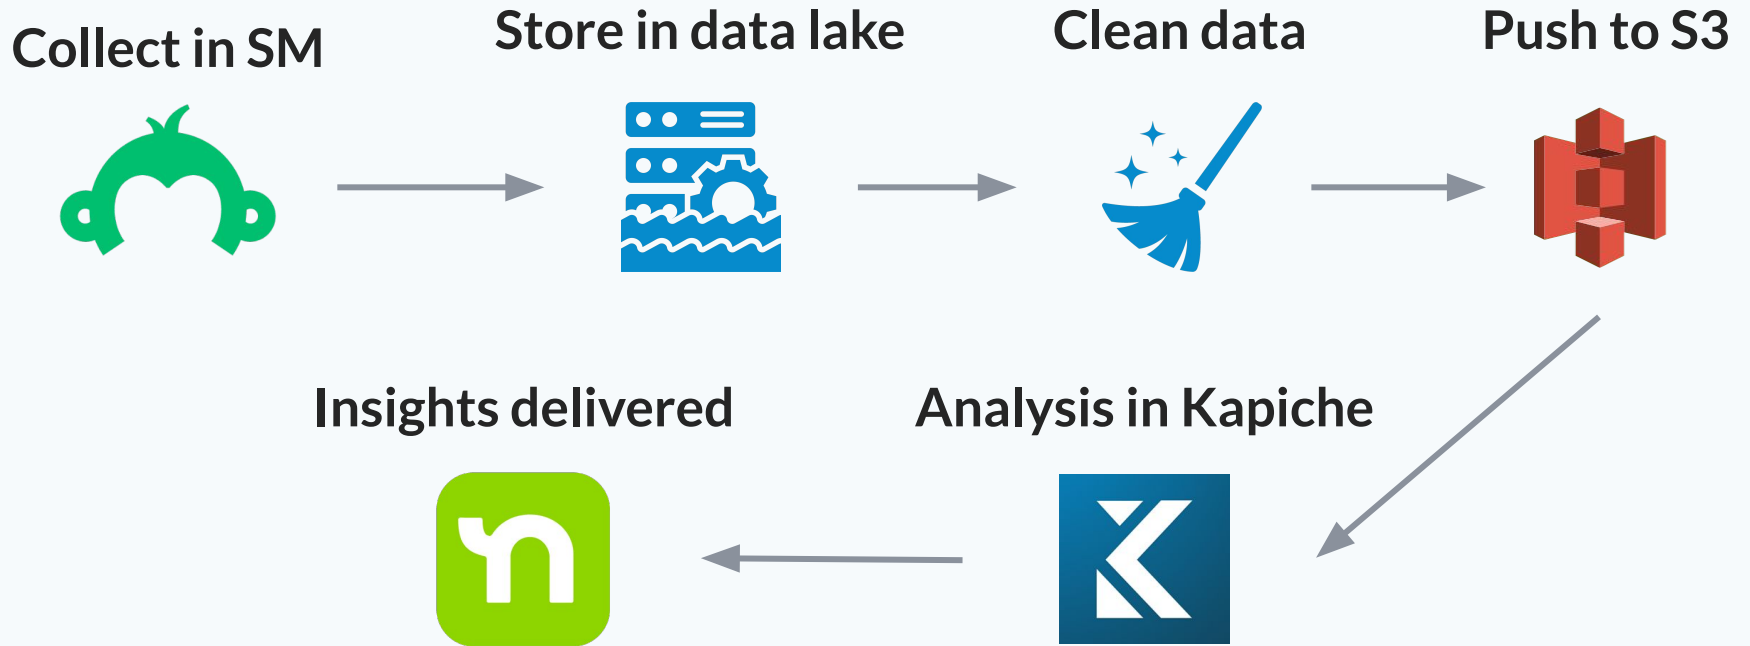 Collect in SM
Store in data lake
Clean data
Push to S3
Insights delivered
Analysis in Kapiche
n
K